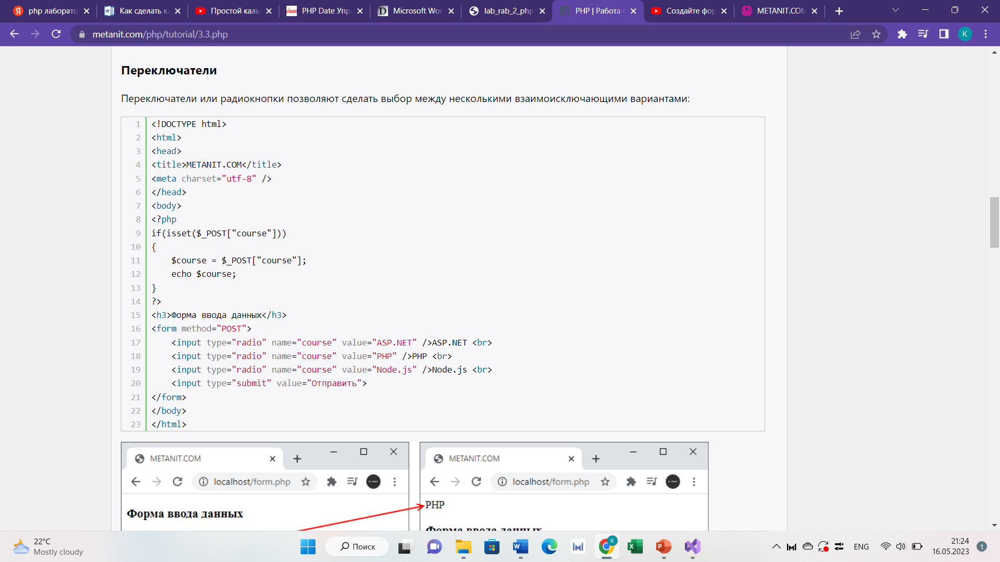 php лаборато
Как сделать к
Простой каль
PHP Date Упр
Microsoft Wor
lab_rab_2_php
PHP | Работа с
Создайте фор
METANIT.COM
metanit.com/php/tutorial/3.3.php
K
Переключатели
Переключатели или радиокнопки позволяют сделать выбор между несколькими взаимоисключающими вариантами:
1 <!DOCTYPE html>
2 <html>
3 <head>
4 <title>METANIT.COM</title>
5 <meta charset="utf-8" />
6 </head>
7 <body>
8 <?php
9 if(isset($_POST["course"]))
10 {
11     $course = $_POST["course"];
12     echo $course;
13 }
14 ?>
15 <h3>Форма ввода данных</h3>
16 <form method="POST">
17     <input type="radio" name="course" value="ASP.NET" />ASP.NET <br>
18     <input type="radio" name="course" value="PHP" />PHP <br>
19     <input type="radio" name="course" value="Node.js" />Node.js <br>
20     <input type="submit" value="Отправить">
21 </form>
22 </body>
23 </html>
METANIT.COM
localhost/form.php
Форма ввода данных
METANIT.COM
localhost/form.php
PHP
Форма ввода данных
22°C
Mostly cloudy
Поиск
ENG
21:24
16.05.2023
1